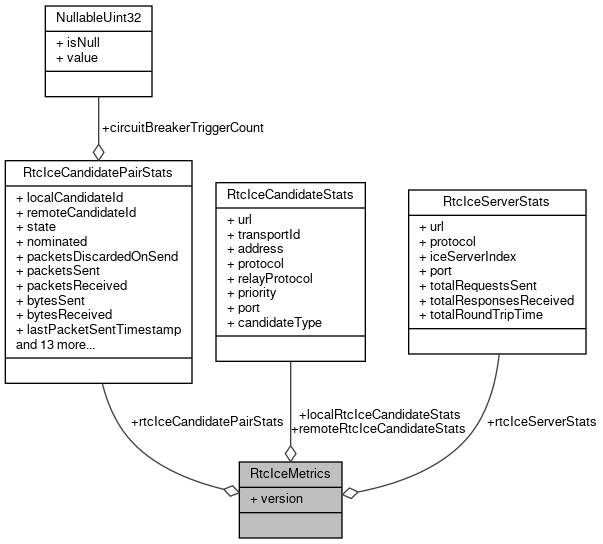 NullableUint32
+ isNull
+ value
+circuitBreakerTriggerCount
RtcIceCandidatePairStats
+ localCandidateId
+ remoteCandidateId
+ state
+ nominated
+ packetsDiscardedOnSend
+ packetsSent
+ packetsReceived
+ bytesSent
+ bytesReceived
+ lastPacketSentTimestamp
and 13 more...
RtcIceCandidateStats
+ url
+ transportId
+ address
+ protocol
+ relayProtocol
+ priority
+ port
+ candidateType
RtcIceServerStats
+ url
+ protocol
+ iceServerIndex
+ port
+ totalRequestsSent
+ totalResponsesReceived
+ totalRoundTripTime
+rtcIceCandidatePairStats
+localRtcIceCandidateStats
+remoteRtcIceCandidateStats
+rtcIceServerStats
RtcIceMetrics
+ version